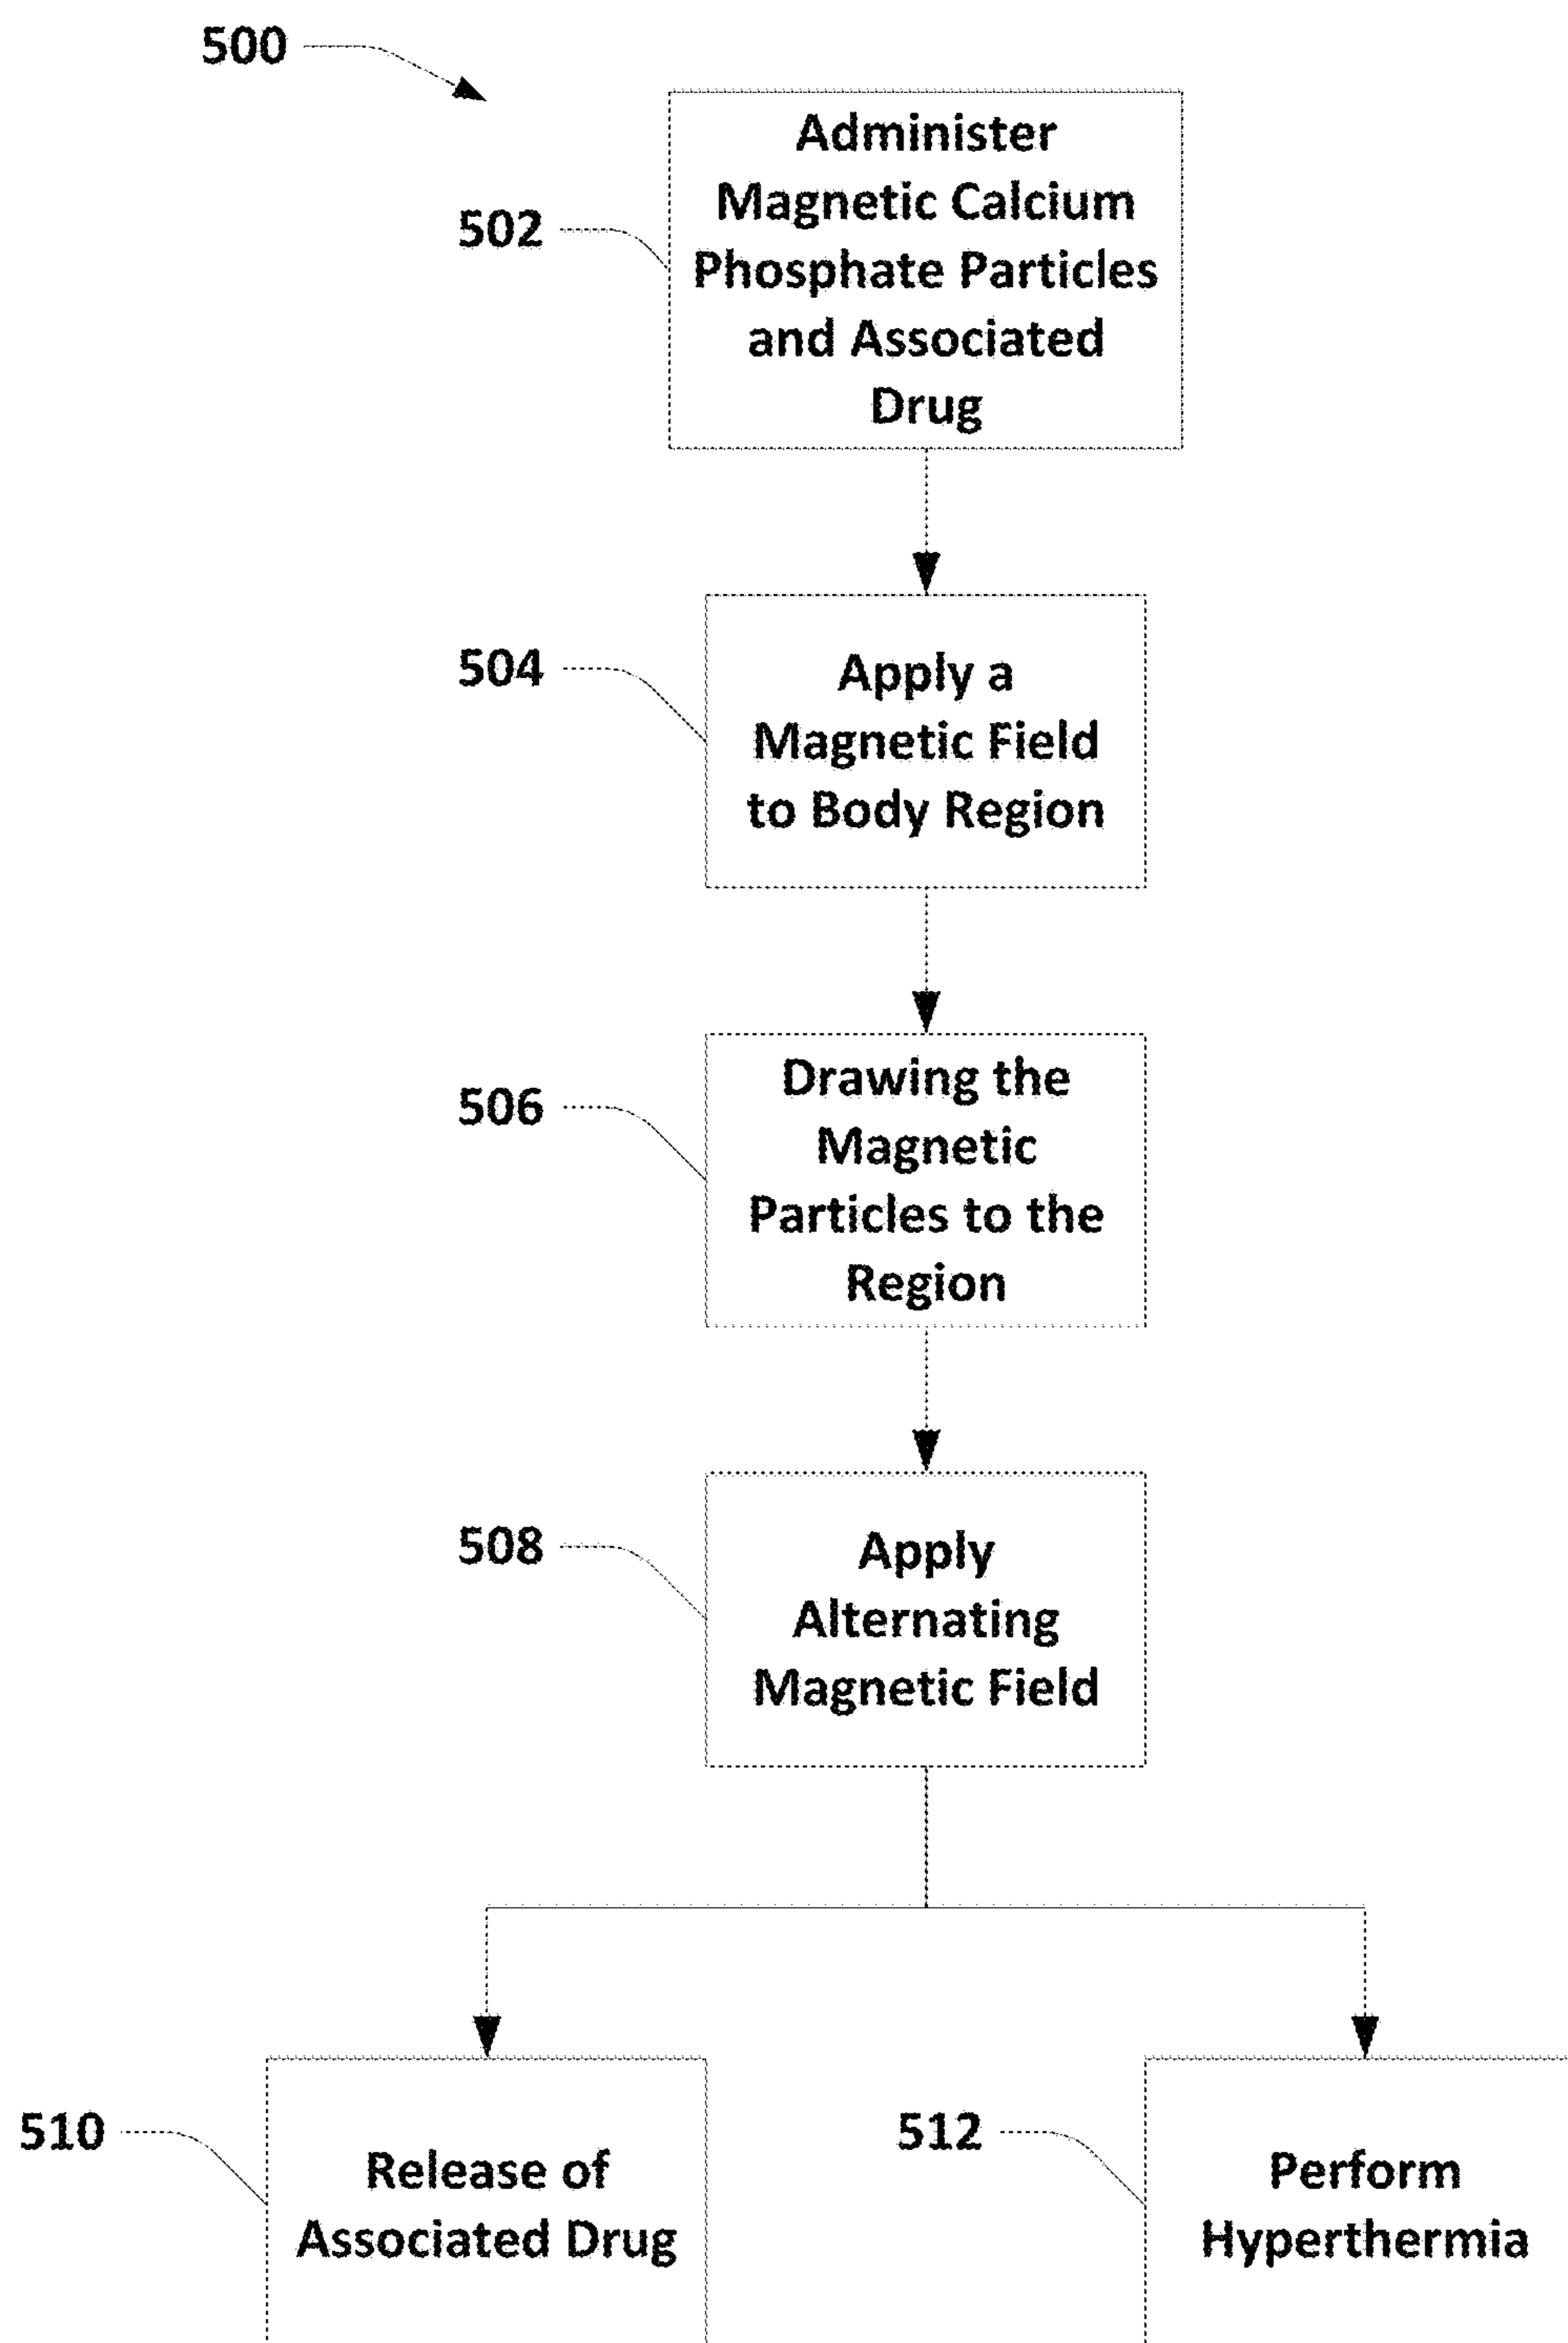 500
Administer
Magnetic Calcium
Phosphate Particles
and Associated
Drug
502
Apply a
Magnetic Field
to Body Region
504
Drawing the
Magnetic
Particles to the
Region
506
Apply
Alternating
Magnetic Field
508
Release of
Associated Drug
510
Perform
Hyperthermia
512